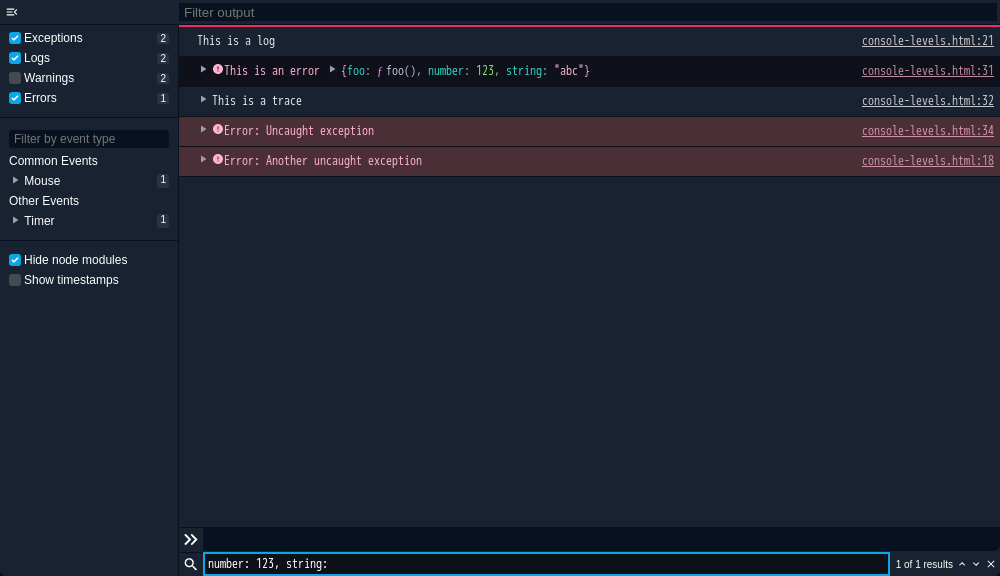 Filter output
Exceptions 2
Logs 2
Warnings 2
Errors 1
Filter by event type
Common Events
Mouse 1
Other Events
Timer 1
Hide node modules
Show timestamps
This is a log console-levels.html:21
This is an error {foo: ƒ foo(), number: 123, string: "abc"} console-levels.html:31
This is a trace console-levels.html:32
Error: Uncaught exception console-levels.html:34
Error: Another uncaught exception console-levels.html:18
number: 123, string: 1 of 1 results